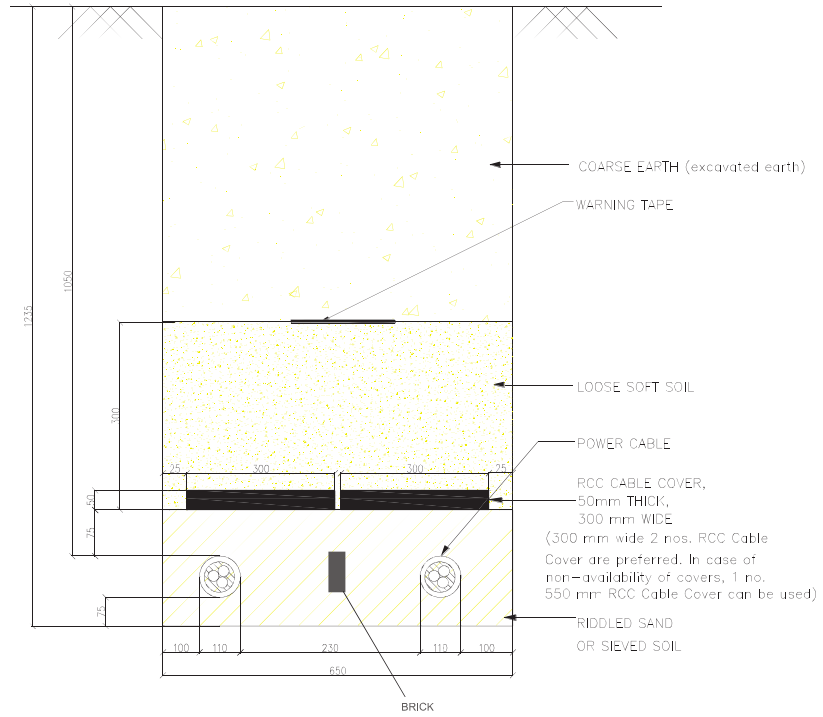 COARSE EARTH (excavated earth)
WARNING TAPE
1050
1235
300
LOOSE SOFT SOIL
POWER CABLE
25
300
300
25
RCC CABLE COVER,
50mm THICK,
300 mm WIDE
(300 mm wide 2 nos. RCC Cable
Cover are preferred. In case of
non-availability of covers, 1 no.
550 mm RCC Cable Cover can be used)
50
75
75
RIDDLED SAND
OR SIEVED SOIL
100
110
230
110
100
650
BRICK